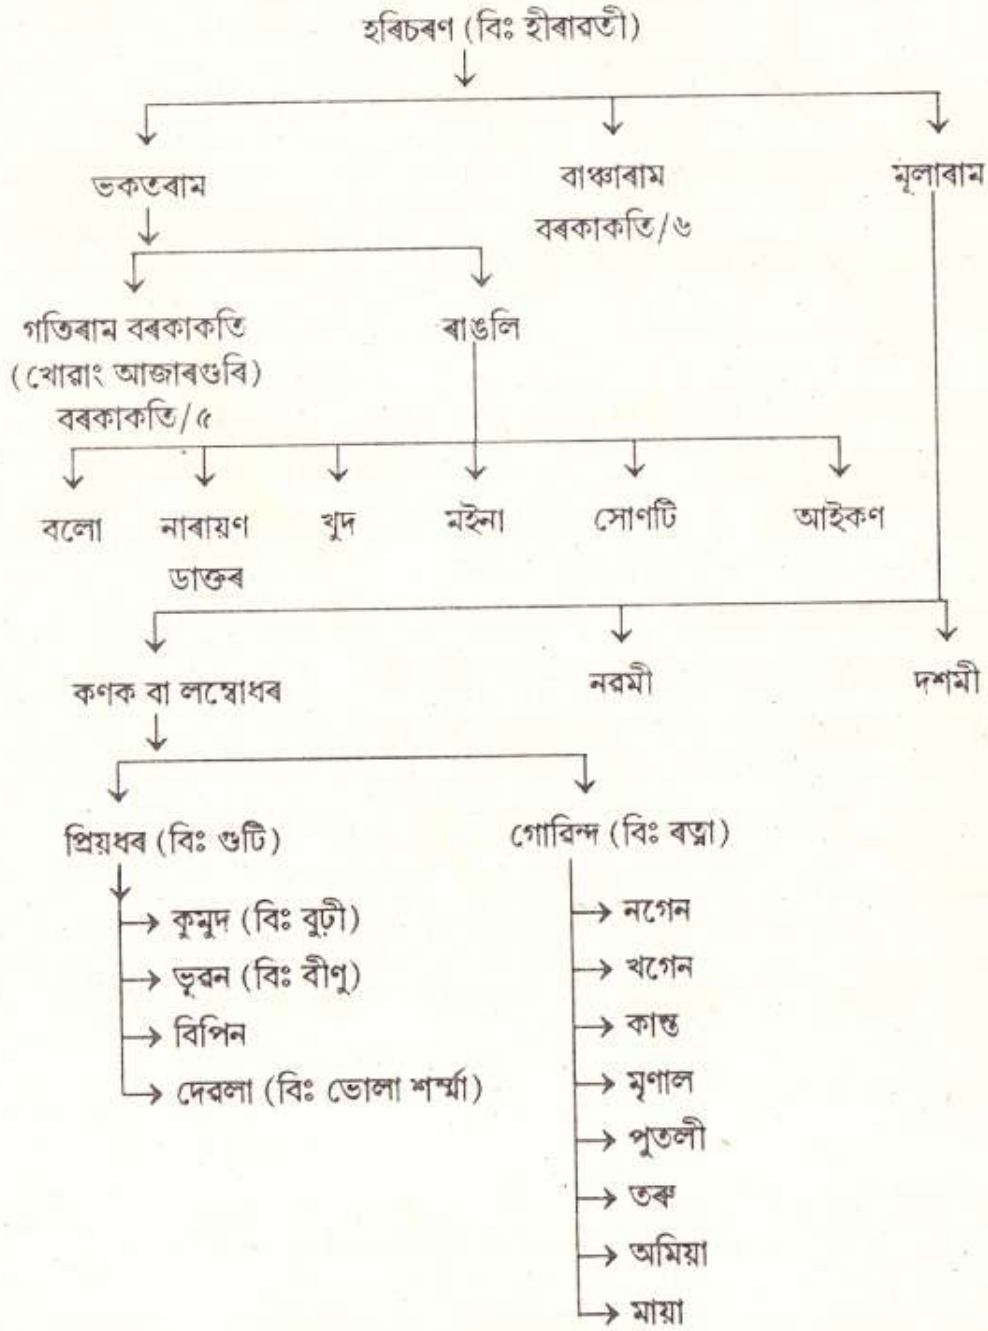 হৰিচৰণ (বিঃ হীৰাৱতী)
ভকতৰাম
বাঞ্চাৰাম
মূলাৰাম
বৰকাকতি/৬
গতিৰাম বৰকাকতি
ৰাঙলি
(খোৱাং আজাৰগুৰি)
বৰকাকতি/৫
বলো
নাৰায়ণ
খুদ
মইনা
সোণটি
আইকণ
ডাক্তৰ
কণক বা লম্বোধৰ
নৱমী
দশমী
প্ৰিয়ধৰ (বিঃ গুটি)
গোৱিন্দ (বিঃ ৰত্না)
কুমুদ (বিঃ বুঢ়ী)
ভূৱন (বিঃ বীণু)
বিপিন
দেৱলা (বিঃ ভোলা শৰ্ম্মা)
নগেন
খগেন
কান্ত
মৃণাল
পুতলী
তৰু
অমিয়া
মায়া